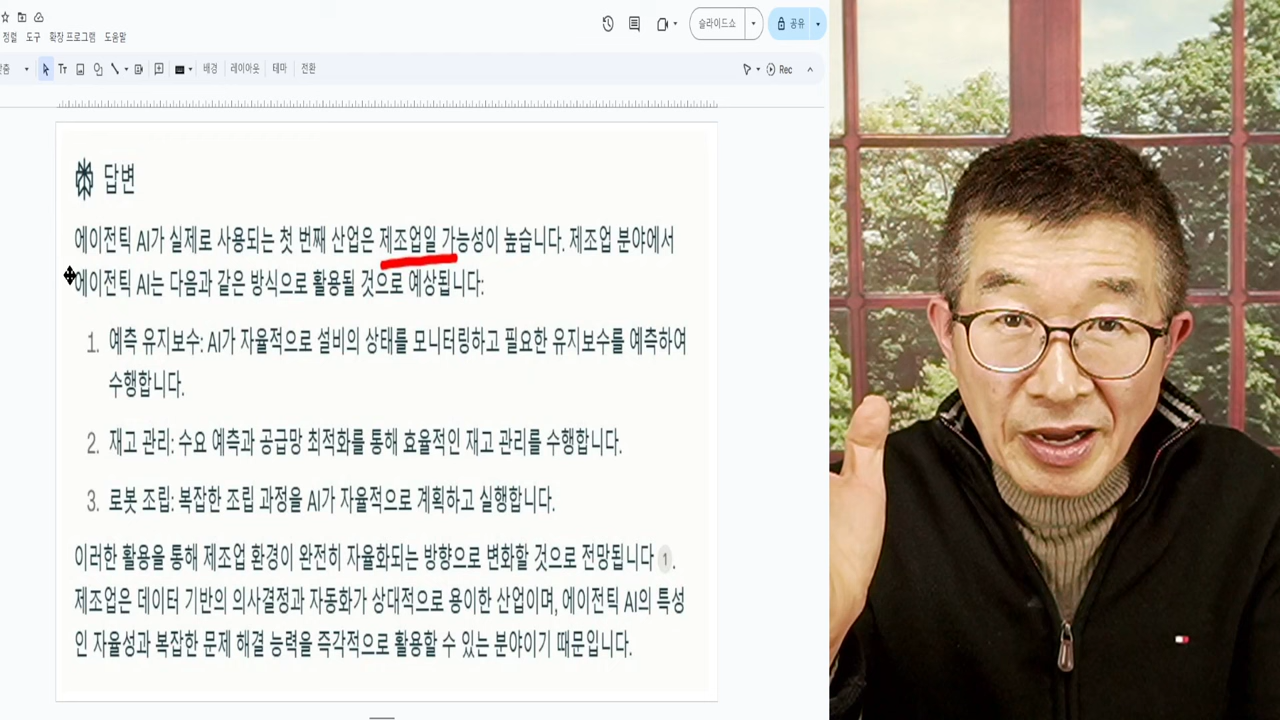 슬라이드쇼
공유
정렬 도구 확장 프로그램 도움말
배경 레이아웃 테마 전환
Rec
답변
에이전틱 AI가 실제로 사용되는 첫 번째 산업은 제조업일 가능성이 높습니다. 제조업 분야에서
에이전틱 AI는 다음과 같은 방식으로 활용될 것으로 예상됩니다:
1. 예측 유지보수: AI가 자율적으로 설비의 상태를 모니터링하고 필요한 유지보수를 예측하여
수행합니다.
2. 재고 관리: 수요 예측과 공급망 최적화를 통해 효율적인 재고 관리를 수행합니다.
3. 로봇 조립: 복잡한 조립 과정을 AI가 자율적으로 계획하고 실행합니다.
이러한 활용을 통해 제조업 환경이 완전히 자율화되는 방향으로 변화할 것으로 전망됩니다 1.
제조업은 데이터 기반의 의사결정과 자동화가 상대적으로 용이한 산업이며, 에이전틱 AI의 특성
인 자율성과 복잡한 문제 해결 능력을 즉각적으로 활용할 수 있는 분야이기 때문입니다.